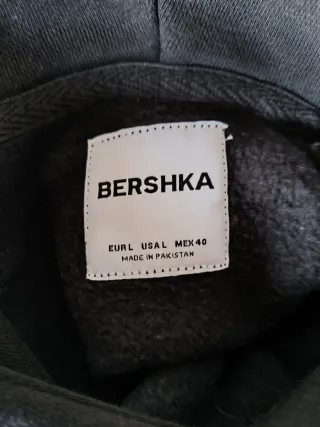 BERSHKA
EUR L USA L MEX 40
MADE IN PAKISTAN